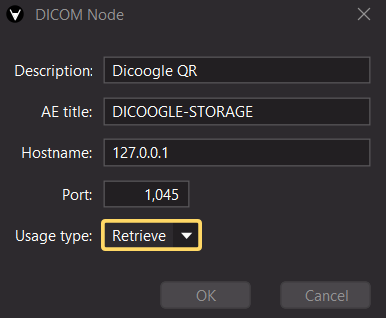 DICOM Node
Description: Dicoogle QR
AE title: DICOOGLE-STORAGE
Hostname: 127.0.0.1
Port: 1,045
Usage type: Retrieve
OK Cancel